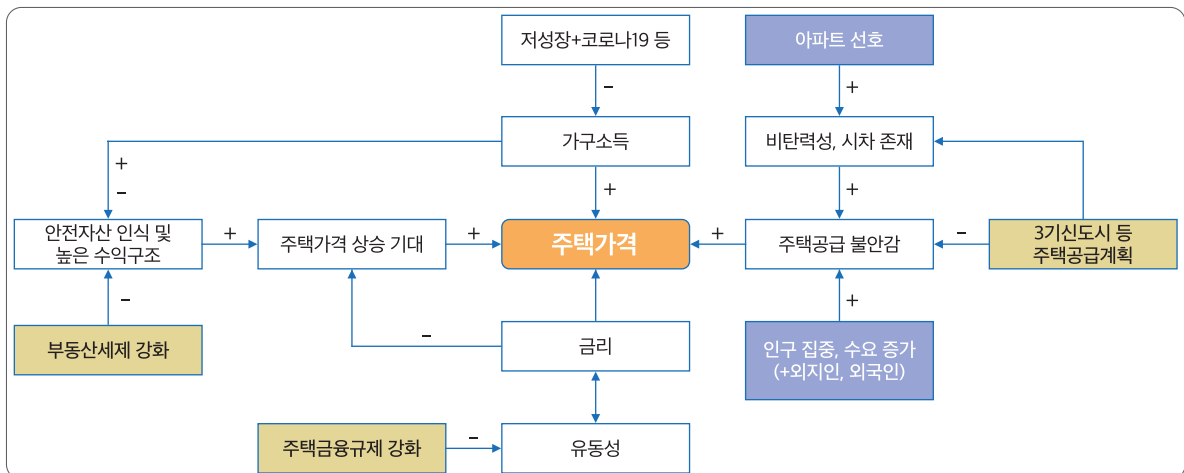 저성장+코로나19 등
아파트 선호
−
+
가구소득
비탄력성, 시차 존재
+
−
+
+
안전자산 인식 및
높은 수익구조
+
주택가격 상승 기대
+
주택가격
+
주택공급 불안감
−
3기신도시 등
주택공급계획
−
−
+
부동산세제 강화
금리
인구 집중, 수요 증가
(+외지인, 외국인)
주택금융규제 강화
−
유동성